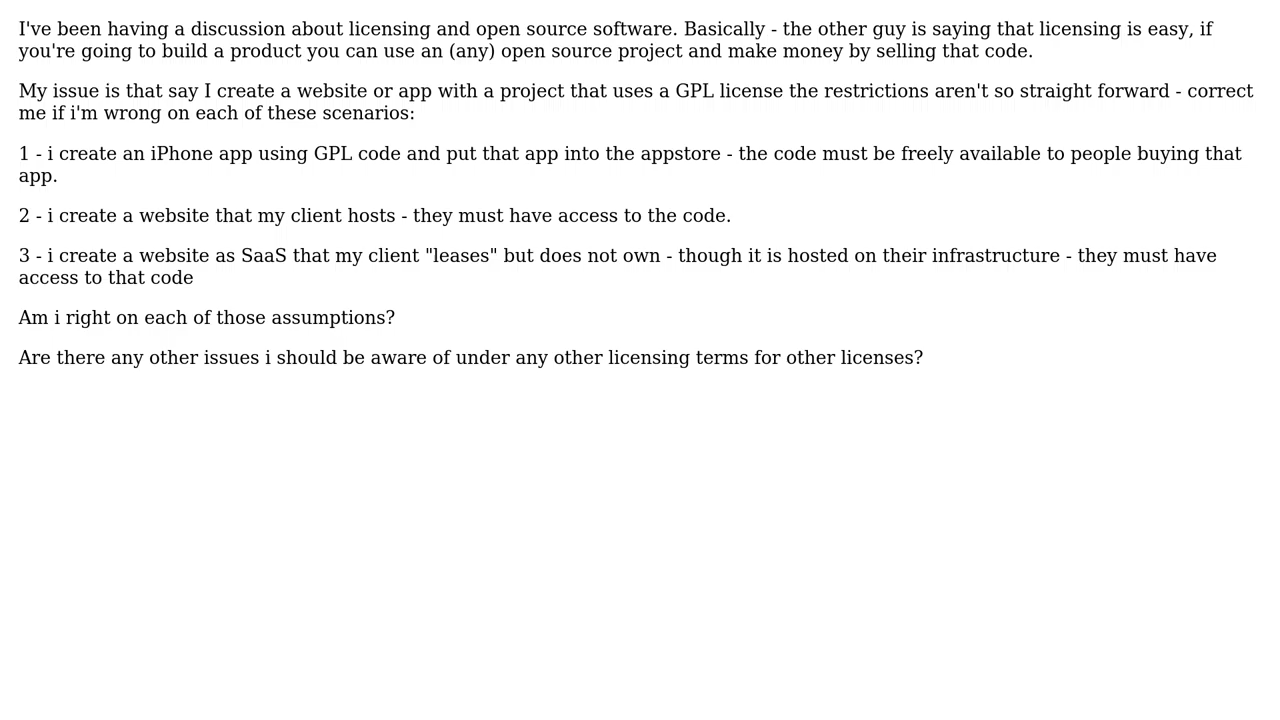 I've been having a discussion about licensing and open source software. Basically - the other guy is saying that licensing is easy, if
you're going to build a product you can use an (any) open source project and make money by selling that code.
My issue is that say I create a website or app with a project that uses a GPL license the restrictions aren't so straight forward - correct
me if i'm wrong on each of these scenarios:
1 - i create an iPhone app using GPL code and put that app into the appstore - the code must be freely available to people buying that
app.
2 - i create a website that my client hosts - they must have access to the code.
3 - i create a website as SaaS that my client "leases" but does not own - though it is hosted on their infrastructure - they must have
access to that code
Am i right on each of those assumptions?
Are there any other issues i should be aware of under any other licensing terms for other licenses?